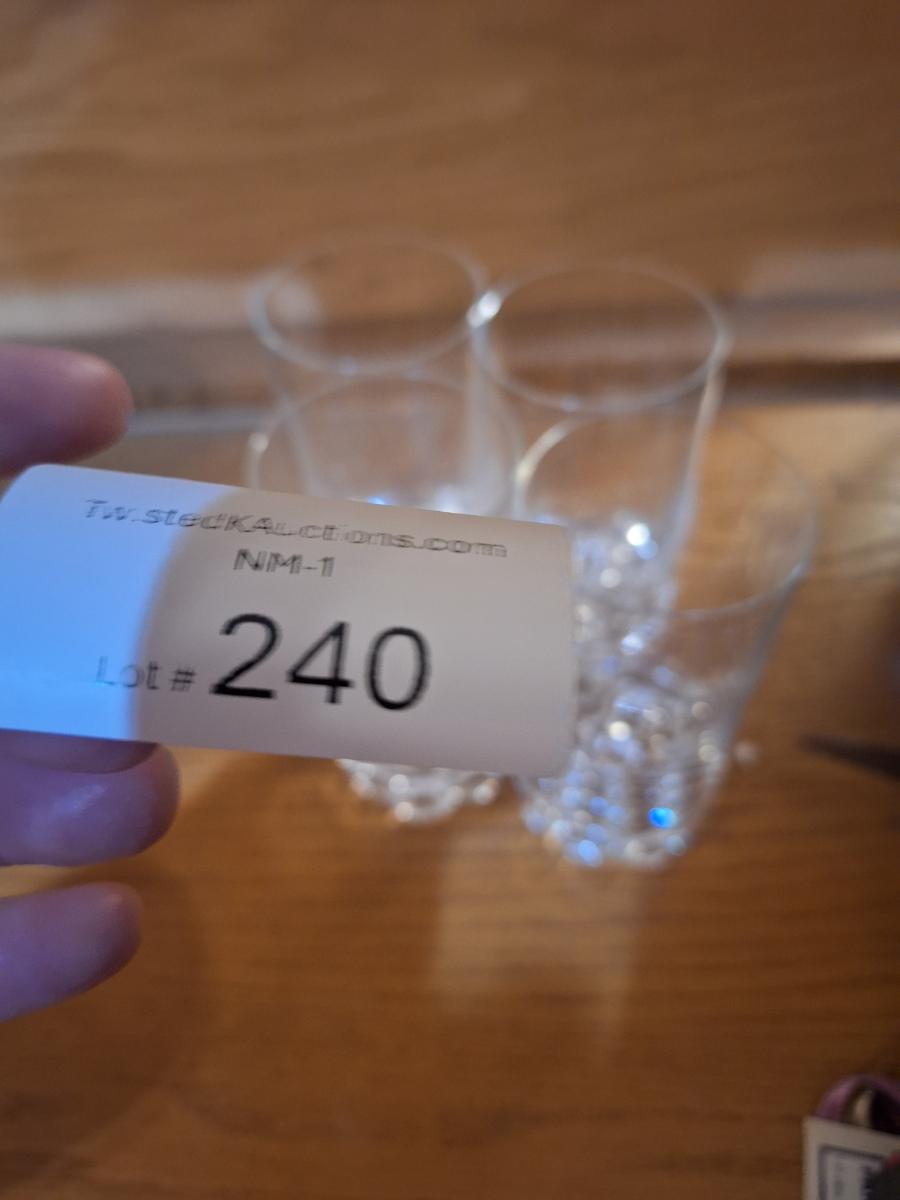 TwistedKAuctions.com
NM-1
Lot # 240